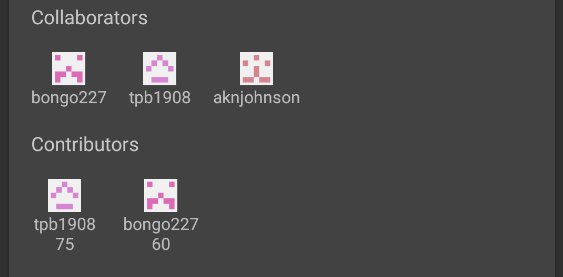 Collaborators
bongo227 tpb1908 aknjohnson
Contributors
tpb1908 bongo227
75 60